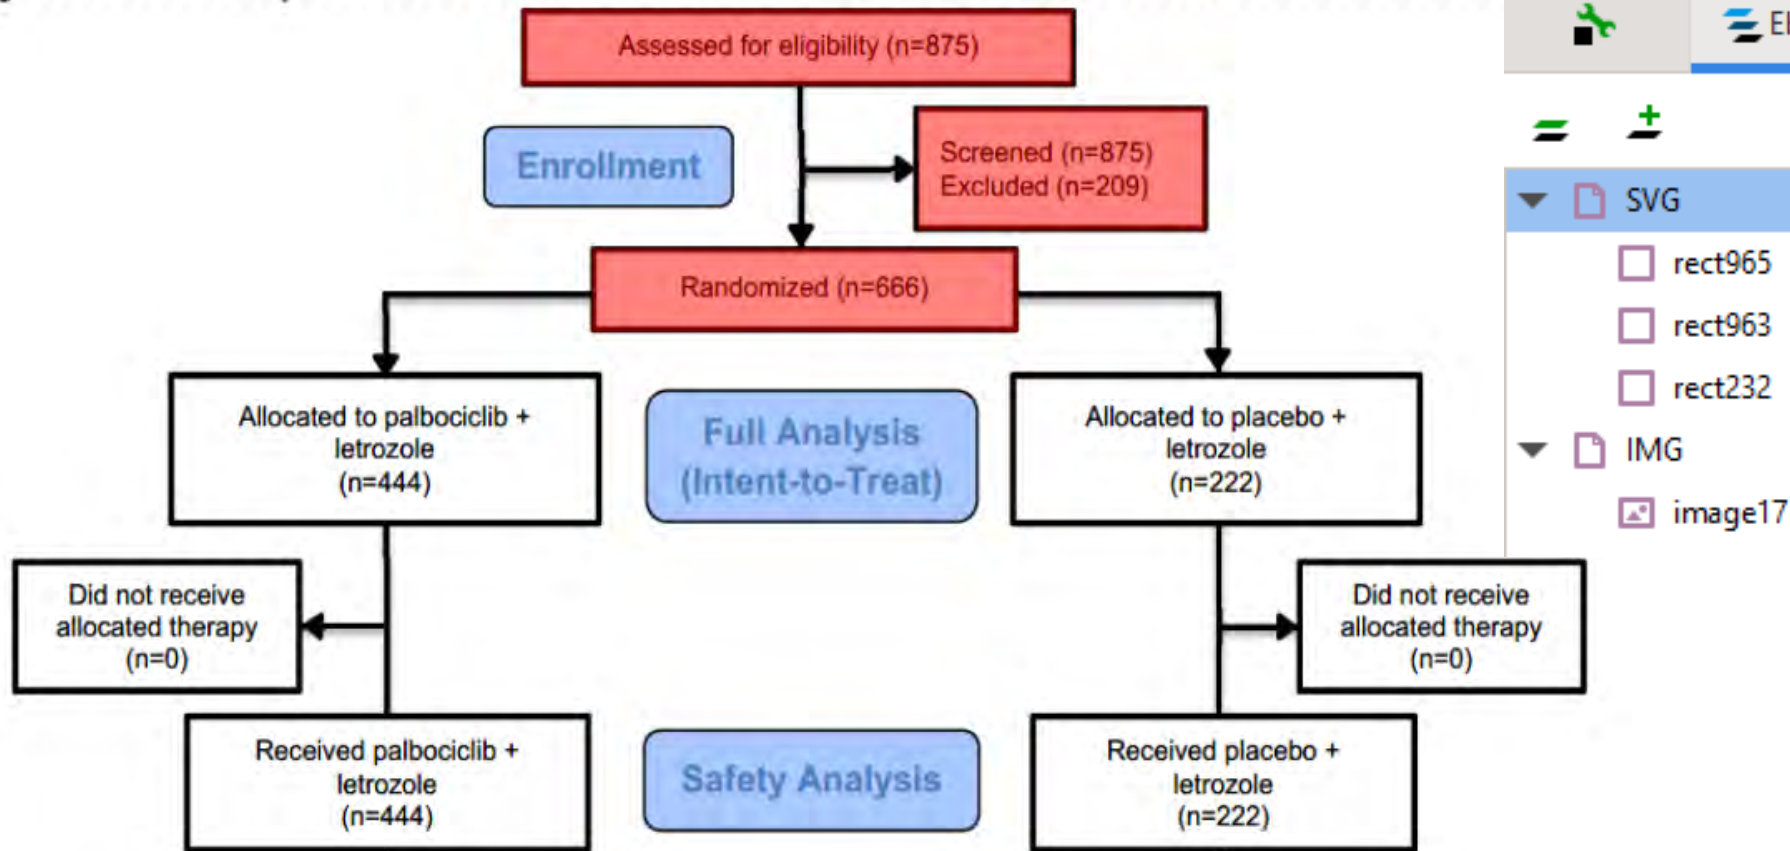 Assessed for eligibility (n=875)
Enrollment
Screened (n=875)
Excluded (n=209)
Randomized (n=666)
Allocated to palbociclib +
letrozole
(n=444)
Full Analysis
(Intent-to-Treat)
Allocated to placebo +
letrozole
(n=222)
Did not receive
allocated therapy
(n=0)
Did not receive
allocated therapy
(n=0)
Received palbociclib +
letrozole
(n=444)
Safety Analysis
Received placebo +
letrozole
(n=222)
SVG
rect965
rect963
rect232
IMG
image17